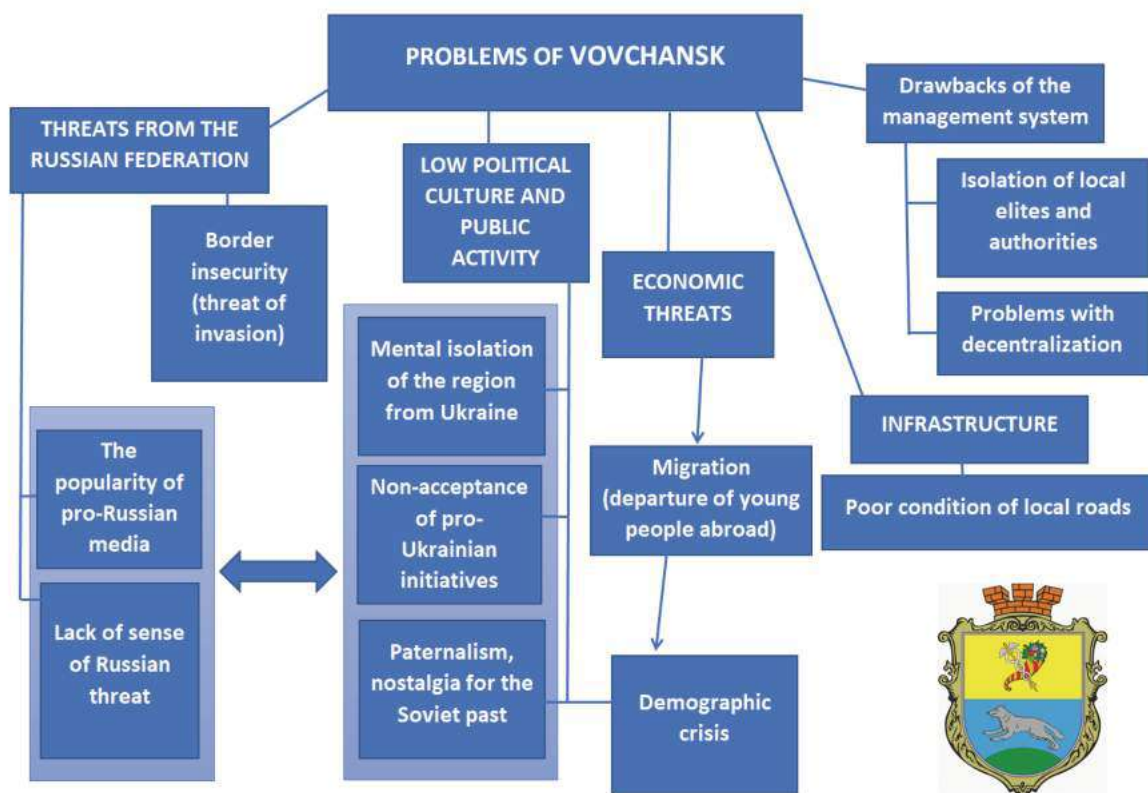 PROBLEMS OF VOVCHANSK
THREATS FROM THE
RUSSIAN FEDERATION
Border
insecurity
(threat of
invasion)
The
popularity of
pro-Russian
media
Lack of sense
of Russian
threat
LOW POLITICAL
CULTURE AND
PUBLIC
ACTIVITY
Mental isolation
of the region
from Ukraine
Non-acceptance
of pro-
Ukrainian
initiatives
Paternalism,
nostalgia for the
Soviet past
ECONOMIC
THREATS
Migration
(departure of young
people abroad)
Demographic
crisis
Drawbacks of the
management system
Isolation of local
elites and
authorities
Problems with
decentralization
INFRASTRUCTURE
Poor condition of local roads